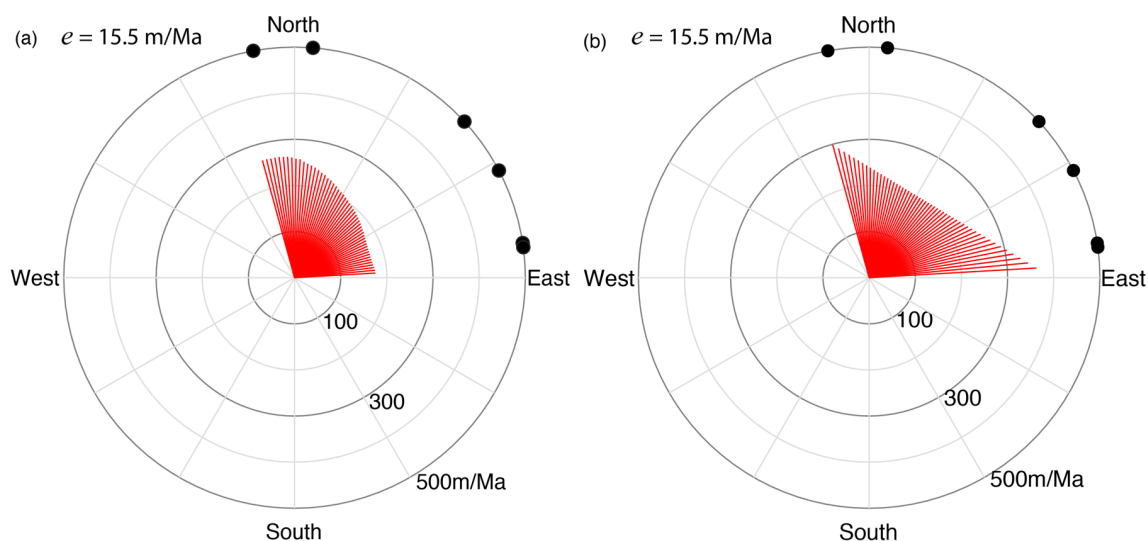 (a) e = 15.5 m/Ma
North
West
East
100
300
500m/Ma
South
(b) e = 15.5 m/Ma
North
West
East
100
300
500m/Ma
South